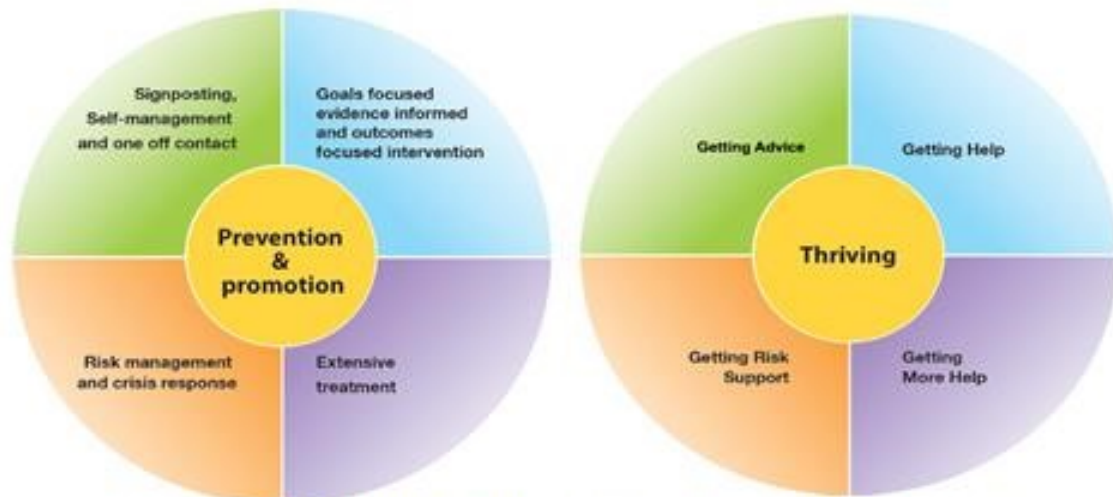 Signposting,
Self-management
and one off contact
Goals focused
evidence informed
and outcomes
focused intervention
Prevention
&
promotion
Risk management
and crisis response
Extensive
treatment
Getting Advice
Getting Help
Thriving
Getting Risk
Support
Getting
More Help